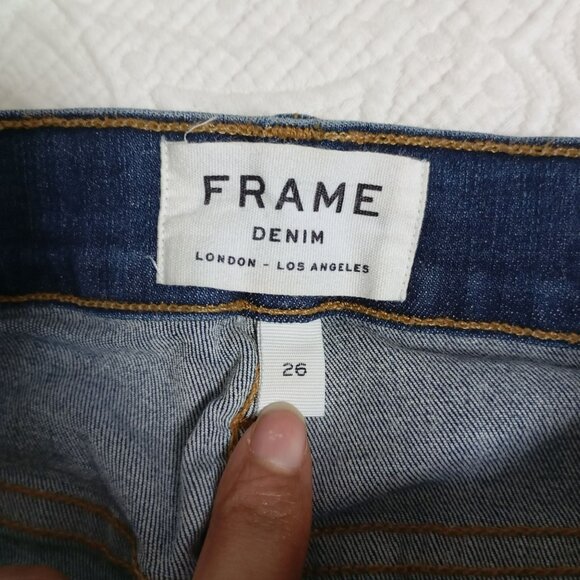 FRAME
DENIM
LONDON - LOS ANGELES
26